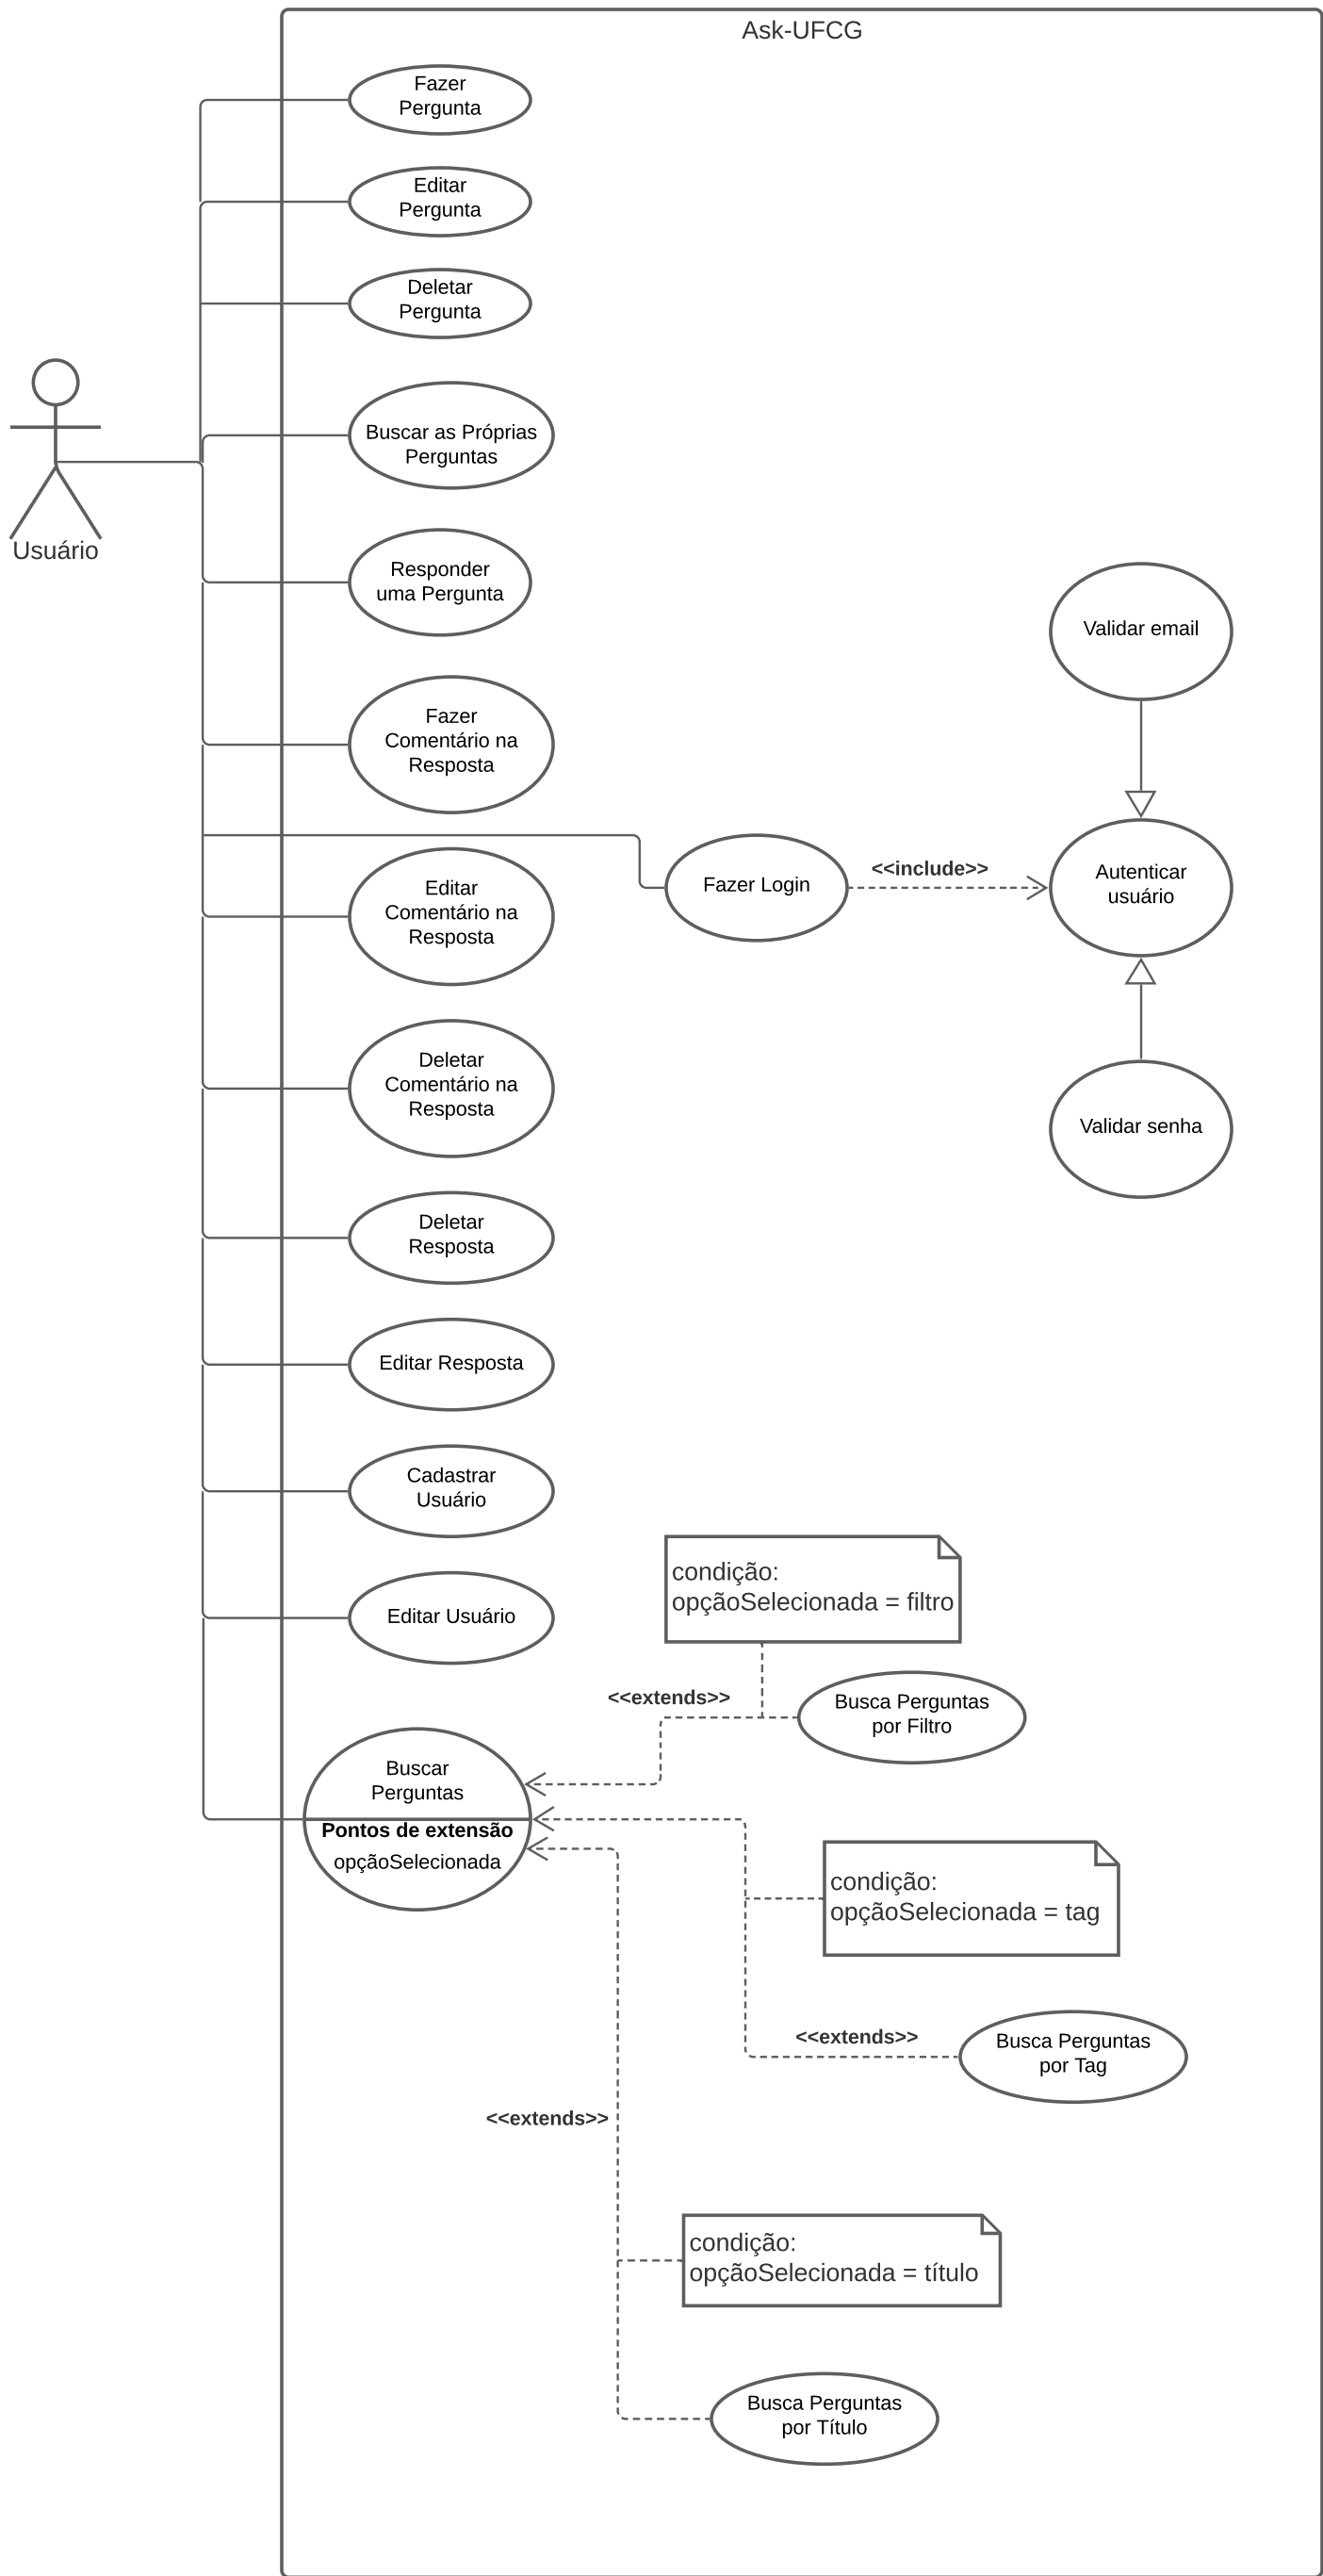 Ask-UFCG
Fazer
Pergunta
Editar
Pergunta
Deletar
Pergunta
Buscar as Próprias
Perguntas
Usuário
Responder
uma Pergunta
Validar email
Fazer
Comentário na
Resposta
Fazer Login
<<include>>
Autenticar
usuário
Editar
Comentário na
Resposta
Deletar
Comentário na
Resposta
Validar senha
Deletar
Resposta
Editar Resposta
Cadastrar
Usuário
condição:
opçãoSelecionada = filtro
Editar Usuário
<<extends>>
Busca Perguntas
por Filtro
Buscar
Perguntas
Pontos de extensão
opçãoSelecionada
condição:
opçãoSelecionada = tag
<<extends>>
Busca Perguntas
por Tag
<<extends>>
condição:
opçãoSelecionada = título
Busca Perguntas
por Título